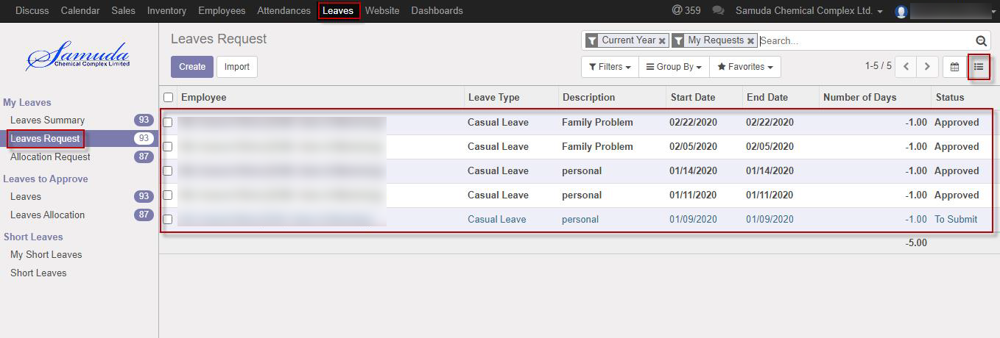 Discuss Calendar Sales Inventory Employees Attendances Leaves Website Dashboards @ 359 Samuda Chemical Complex Ltd.
Samuda
Chemical Complex Limited
Leaves Request
Current Year × My Requests × Search...
Create Import
Filters Group By Favorites 1-5 / 5
My Leaves
Leaves Summary 93
Leaves Request 93
Allocation Request 87
Leaves to Approve
Leaves 93
Leaves Allocation 87
Short Leaves
My Short Leaves
Short Leaves
Employee Leave Type Description Start Date End Date Number of Days Status
Casual Leave Family Problem 02/22/2020 02/22/2020 -1.00 Approved
Casual Leave Family Problem 02/05/2020 02/05/2020 -1.00 Approved
Casual Leave personal 01/14/2020 01/14/2020 -1.00 Approved
Casual Leave personal 01/11/2020 01/11/2020 -1.00 Approved
Casual Leave personal 01/09/2020 01/09/2020 -1.00 To Submit
-5.00